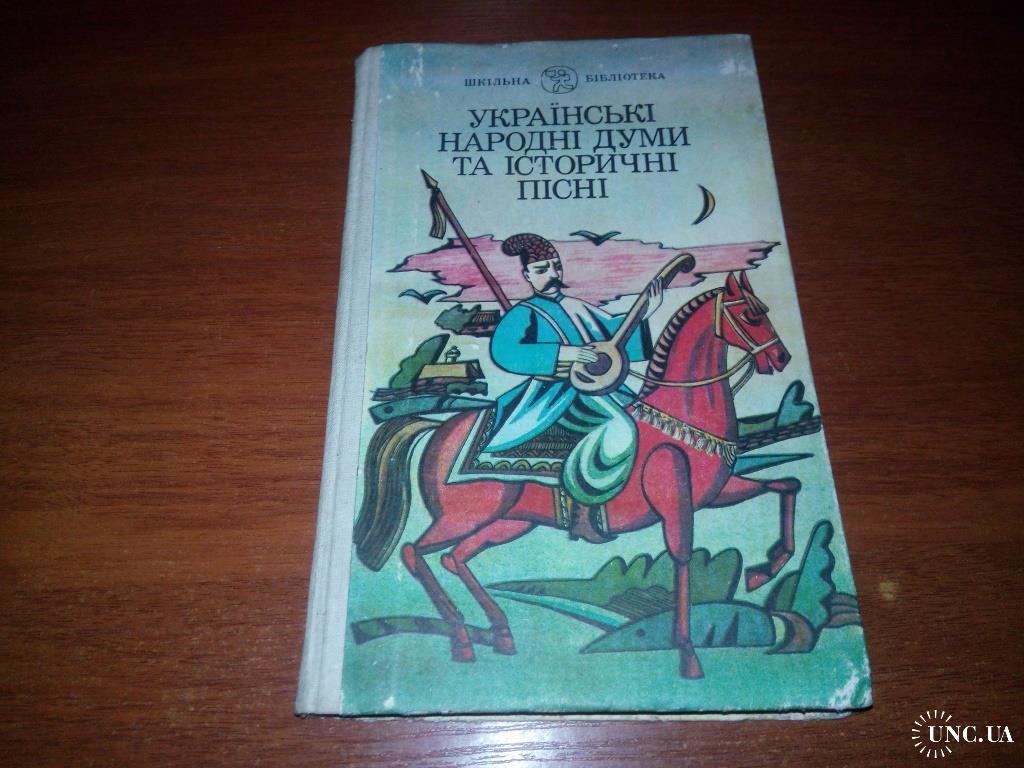 ШКІЛЬНА БІБЛІОТЕКА
УКРАЇНСЬКІ
НАРОДНІ ДУМИ
ТА ІСТОРИЧНІ
ПІСНІ
UNC.UA